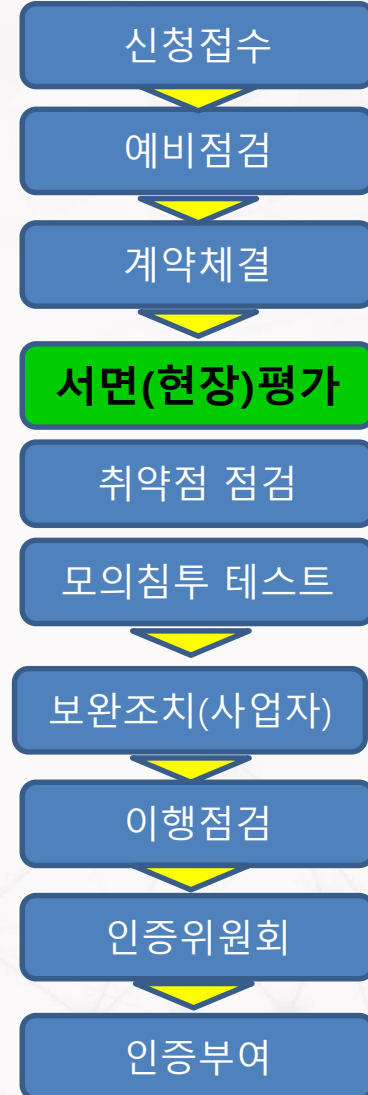 신청접수
예비점검
계약체결
서면(현장)평가
취약점 점검
모의침투 테스트
보완조치(사업자)
이행점검
인증위원회
인증부여